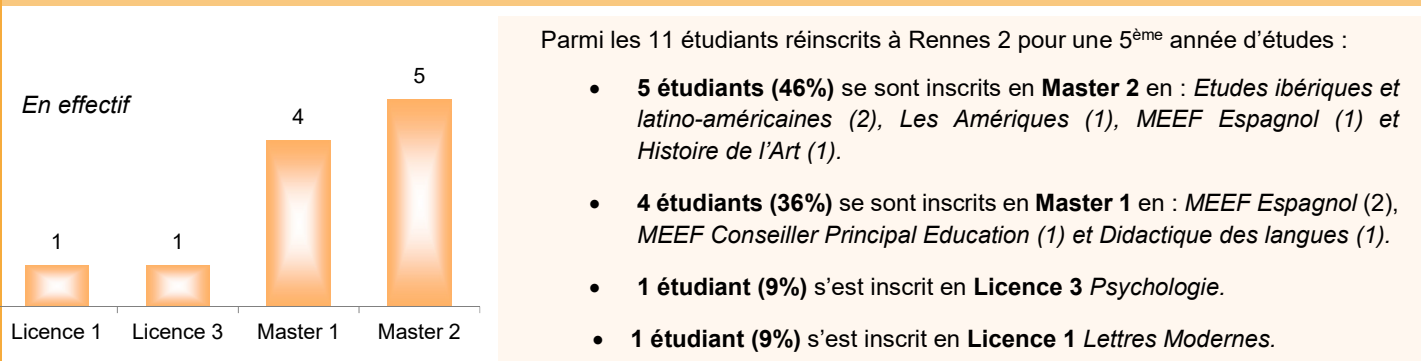 En effectif
1
1
4
5
Licence 1
Licence 3
Master 1
Master 2
Parmi les 11 étudiants réinscrits à Rennes 2 pour une 5ème année d’études :
• 5 étudiants (46%) se sont inscrits en Master 2 en : Etudes ibériques et
latino-américaines (2), Les Amériques (1), MEEF Espagnol (1) et
Histoire de l’Art (1).
• 4 étudiants (36%) se sont inscrits en Master 1 en : MEEF Espagnol (2),
MEEF Conseiller Principal Education (1) et Didactique des langues (1).
• 1 étudiant (9%) s’est inscrit en Licence 3 Psychologie.
• 1 étudiant (9%) s’est inscrit en Licence 1 Lettres Modernes.